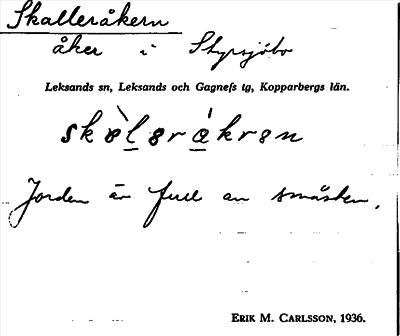 Skalleråkern
åker i Styrsjöbo
Leksands sn, Leksands och Gagnefs tg, Kopparbergs län.
Jorden är full av småsten.
ERIK M. CARLSSON, 1936.